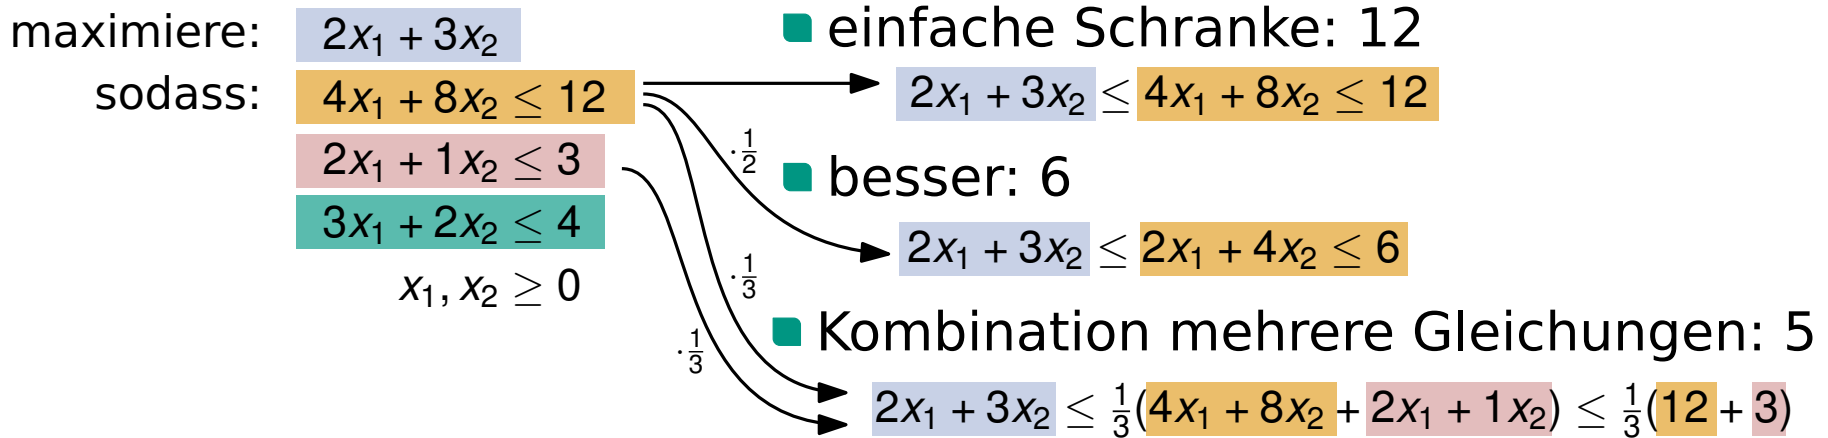 maximiere: 2x₁ + 3x₂
sodass: 4x₁ + 8x₂ ≤ 12
2x₁ + 1x₂ ≤ 3
3x₁ + 2x₂ ≤ 4
x₁, x₂ ≥ 0
·1/2
·1/3
·1/3
einfache Schranke: 12
2x₁ + 3x₂ ≤ 4x₁ + 8x₂ ≤ 12
besser: 6
2x₁ + 3x₂ ≤ 2x₁ + 4x₂ ≤ 6
Kombination mehrere Gleichungen: 5
2x₁ + 3x₂ ≤ 1/3(4x₁ + 8x₂ + 2x₁ + 1x₂) ≤ 1/3(12 + 3)